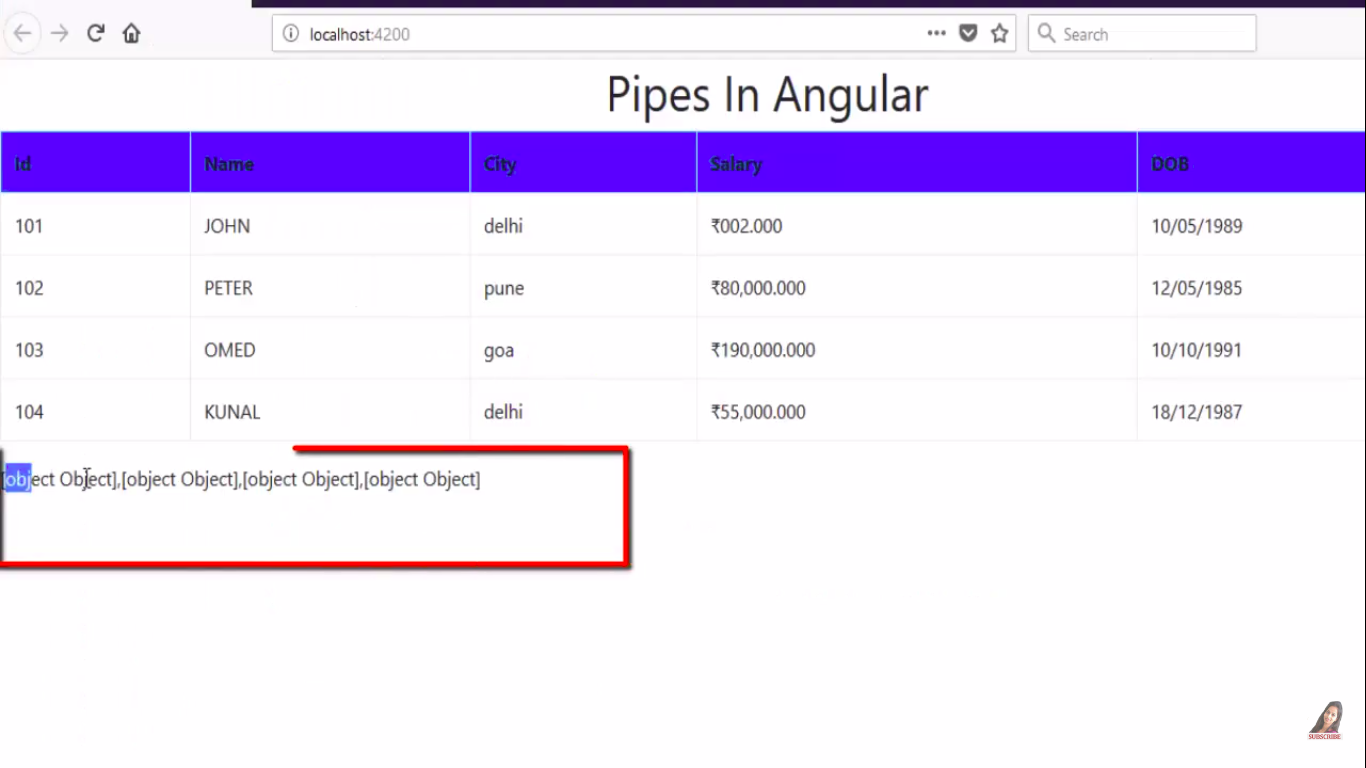 localhost:4200
Search
Pipes In Angular
Id Name City Salary DOB
101 JOHN delhi ₹002.000 10/05/1989
102 PETER pune ₹80,000.000 12/05/1985
103 OMED goa ₹190,000.000 10/10/1991
104 KUNAL delhi ₹55,000.000 18/12/1987
[object Object],[object Object],[object Object],[object Object]
SUBSCRIBE